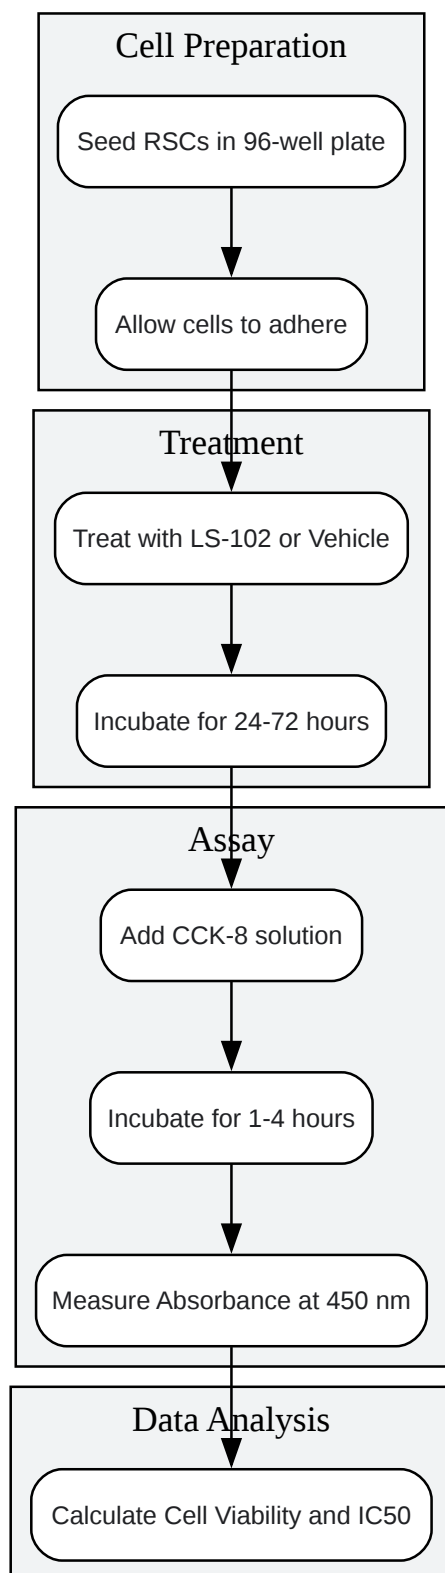 Cell Preparation
Seed RSCs in 96-well plate
Allow cells to adhere
Treatment
Treat with LS-102 or Vehicle
Incubate for 24-72 hours
Assay
Add CCK-8 solution
Incubate for 1-4 hours
Measure Absorbance at 450 nm
Data Analysis
Calculate Cell Viability and IC50